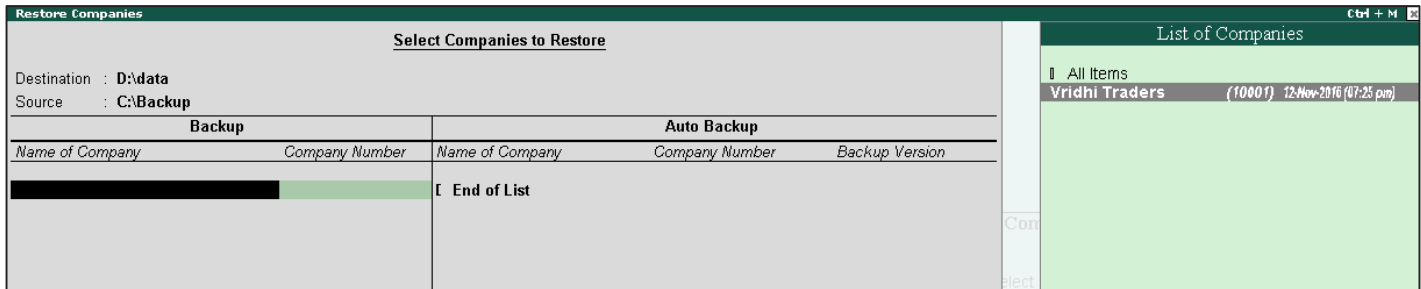 Restore Companies Ctrl + M
Select Companies to Restore
Destination : D:\data
Source : C:\Backup
Backup Auto Backup
Name of Company Company Number Name of Company Company Number Backup Version
End of List
List of Companies
All Items
Vridhi Traders (10001) 12-Nov-2016 [07:25 pm]
Com
elect